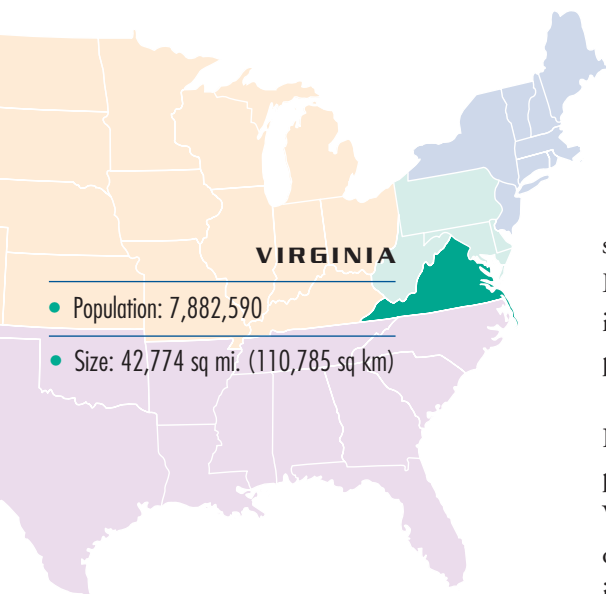 VIRGINIA
• Population: 7,882,590
• Size: 42,774 sq mi. (110,785 sq km)